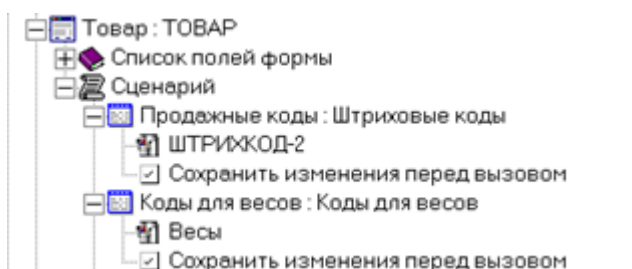 Товар : ТОВАР
Список полей формы
Сценарий
Продажные коды : Штриховые коды
ШТРИХКОД-2
Сохранить изменения перед вызовом
Коды для весов : Коды для весов
Весы
Сохранить изменения перед вызовом